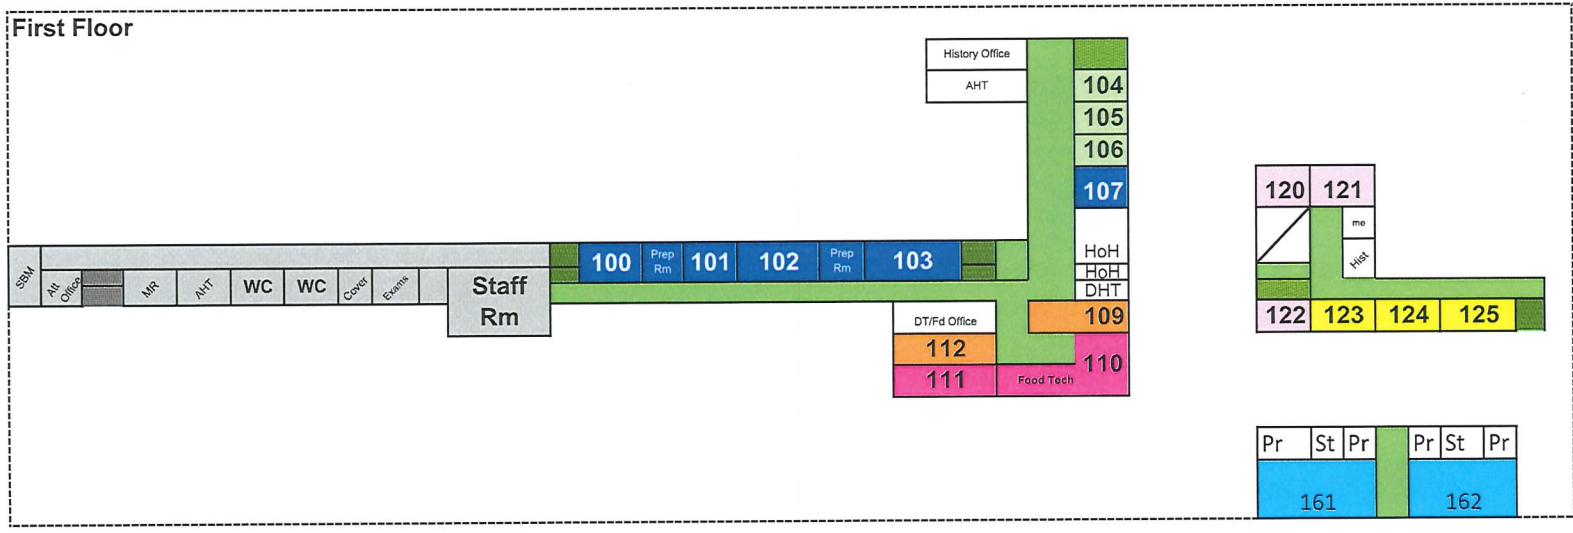 First Floor
History Office
AHT
104
105
106
107
HoH
HoH
DHT
109
110
SBM
Att
Office
MR
AHT
WC
WC
Cover
Exams
Staff
Rm
100
Prep
Rm
101
102
Prep
Rm
103
DT/Fd Office
112
111
Food Tech
120
121
me
Hist
122
123
124
125
Pr
St
Pr
Pr
St
Pr
161
162